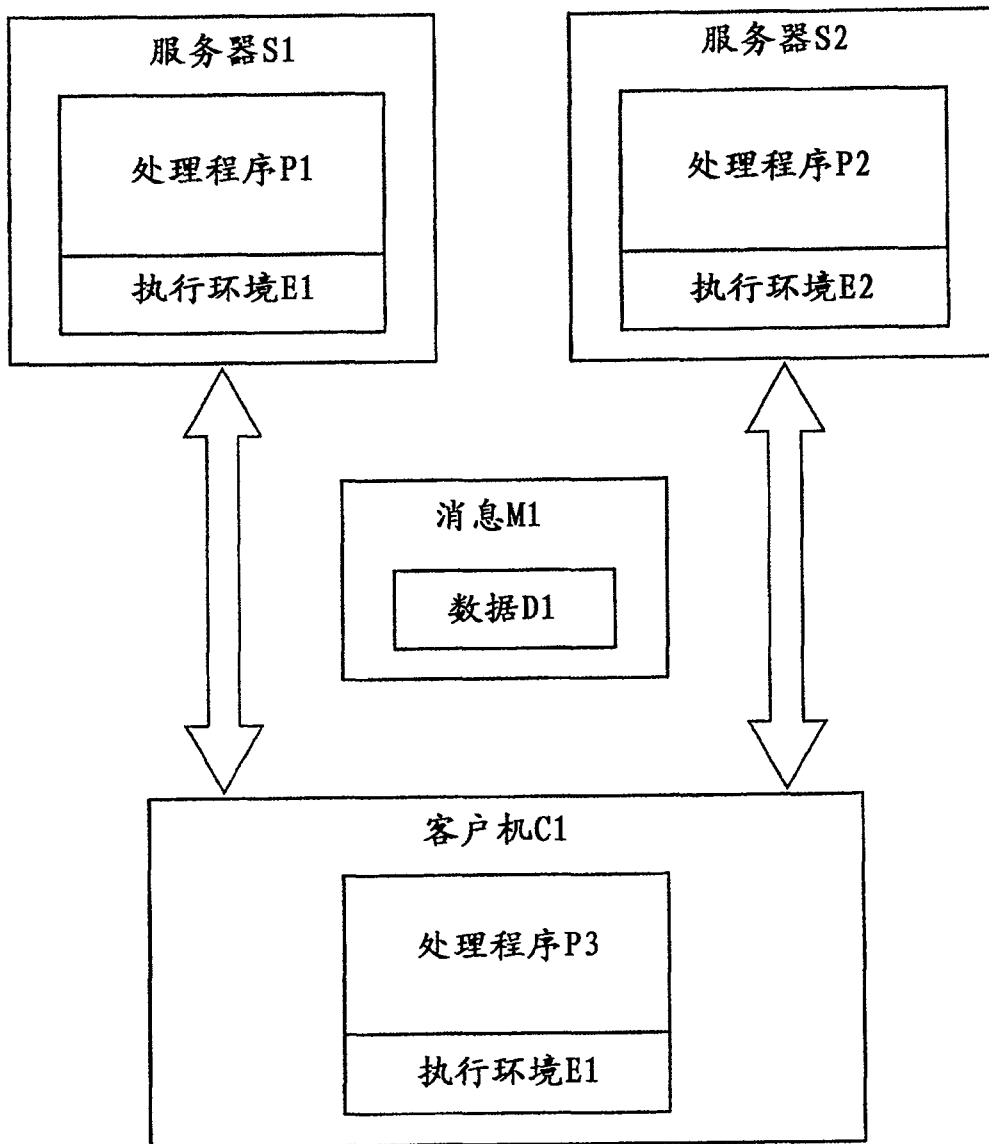 服务器S1
处理程序P1
执行环境E1
服务器S2
处理程序P2
执行环境E2
消息M1
数据D1
客户机C1
处理程序P3
执行环境E1